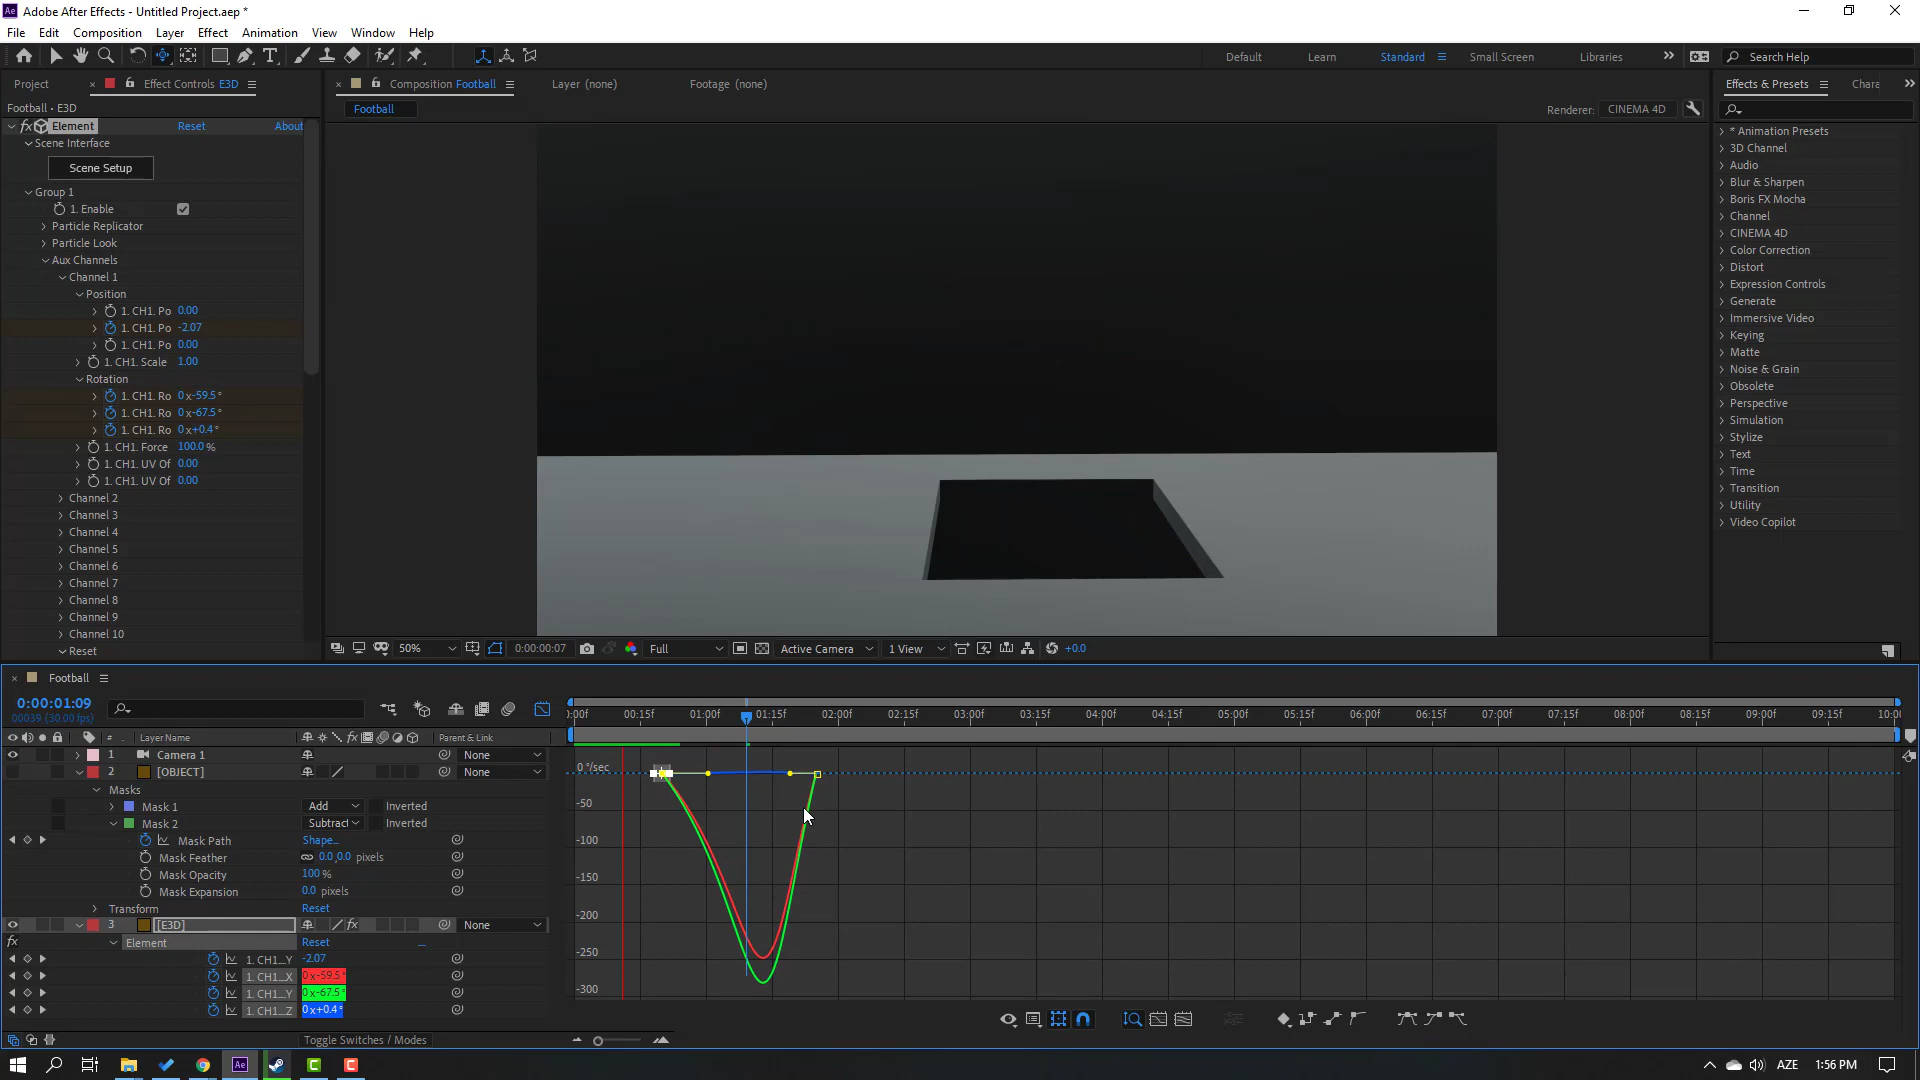 Adobe After Effects - Untitled Project.aep *
File Edit Composition Layer Effect Animation View Window Help
Default Learn Standard Small Screen Libraries Search Help
Project Effect Controls E3D Composition Football Layer (none) Footage (none) Effects & Presets Chara
Football • E3D
Football
Renderer: CINEMA 4D
fx Element Reset About
Scene Interface
Scene Setup
Group 1
1. Enable
Particle Replicator
Particle Look
Aux Channels
Channel 1
Position
1. CH1. Po 0.00
1. CH1. Po -2.07
1. CH1. Po 0.00
1. CH1. Scale 1.00
Rotation
1. CH1. Ro 0x-59.5°
1. CH1. Ro 0x-67.5°
1. CH1. Ro 0x+0.4°
1. CH1. Force 100.0%
1. CH1. UV Of 0.00
1. CH1. UV Of 0.00
Channel 2
Channel 3
Channel 4
Channel 5
Channel 6
Channel 7
Channel 8
Channel 9
Channel 10
Reset
* Animation Presets
3D Channel
Audio
Blur & Sharpen
Boris FX Mocha
Channel
CINEMA 4D
Color Correction
Distort
Expression Controls
Generate
Immersive Video
Keying
Matte
Noise & Grain
Obsolete
Perspective
Simulation
Stylize
Text
Time
Transition
Utility
Video Copilot
50% 0:00:00:07 Full Active Camera 1 View +0.0
Football
0:00:01:09
00039 (30.00 fps)
:00f 00:15f 01:00f 01:15f 02:00f 02:15f 03:00f 03:15f 04:00f 04:15f 05:00f 05:15f 06:00f 06:15f 07:00f 07:15f 08:00f 08:15f 09:00f 09:15f 10:00
# Layer Name fx Parent & Link
1 Camera 1 None
2 [OBJECT] None
Masks
Mask 1 Add Inverted
Mask 2 Subtract Inverted
Mask Path Shape...
Mask Feather 0.0,0.0 pixels
Mask Opacity 100%
Mask Expansion 0.0 pixels
Transform Reset
3 [E3D] fx None
fx Element Reset
1. CH1...Y -2.07
1. CH1...X 0x-59.5°
1. CH1...Y 0x-67.5°
1. CH1...Z 0x+0.4°
0 °/sec
-50
-100
-150
-200
-250
-300
Toggle Switches / Modes
AZE 1:56 PM